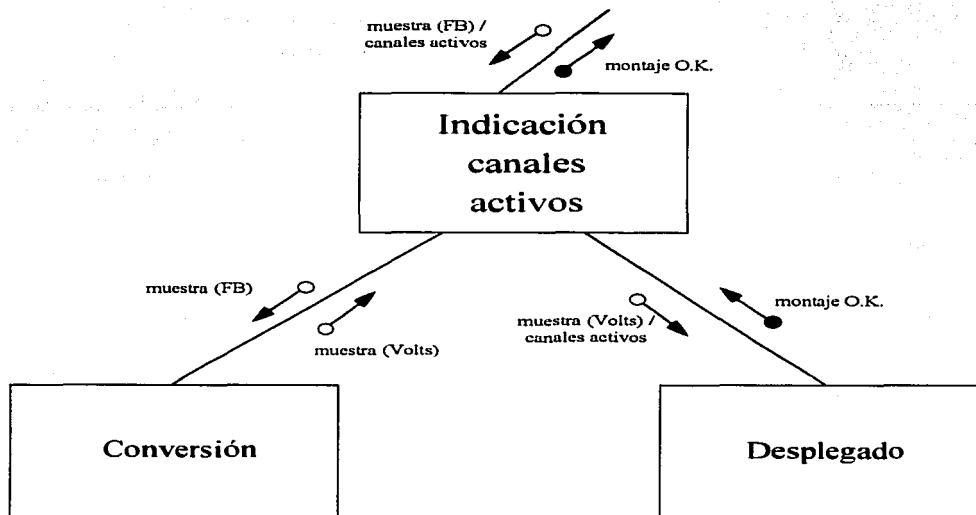 muestra (FB) /
canales activos
montaje O.K.
Indicación
canales
activos
muestra (FB)
muestra (Volts)
muestra (Volts) /
canales activos
montaje O.K.
Conversión
Desplegado